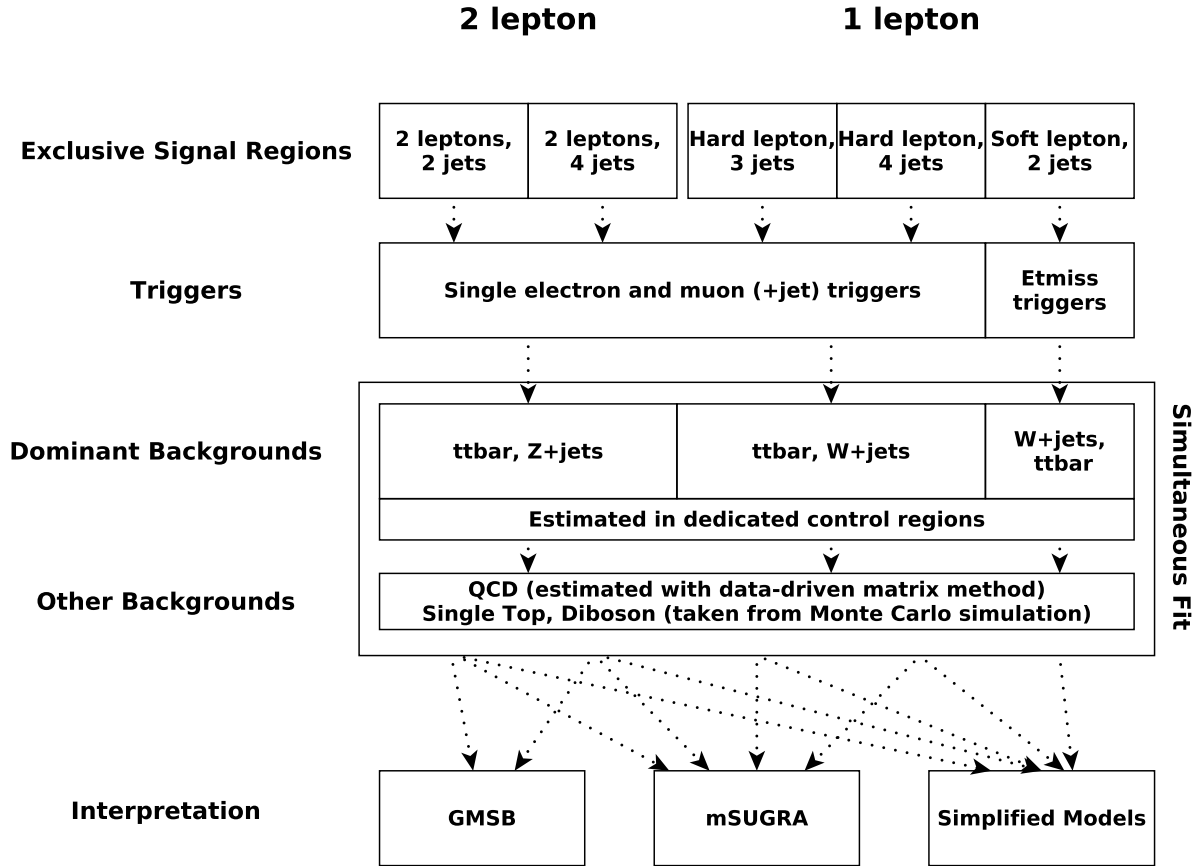 2 lepton
1 lepton
Exclusive Signal Regions
2 leptons,
2 jets
2 leptons,
4 jets
Hard lepton,
3 jets
Hard lepton,
4 jets
Soft lepton,
2 jets
Triggers
Single electron and muon (+jet) triggers
Etmiss
triggers
Dominant Backgrounds
ttbar, Z+jets
ttbar, W+jets
W+jets,
ttbar
Estimated in dedicated control regions
Other Backgrounds
QCD (estimated with data-driven matrix method)
Single Top, Diboson (taken from Monte Carlo simulation)
Simultaneous Fit
Interpretation
GMSB
mSUGRA
Simplified Models